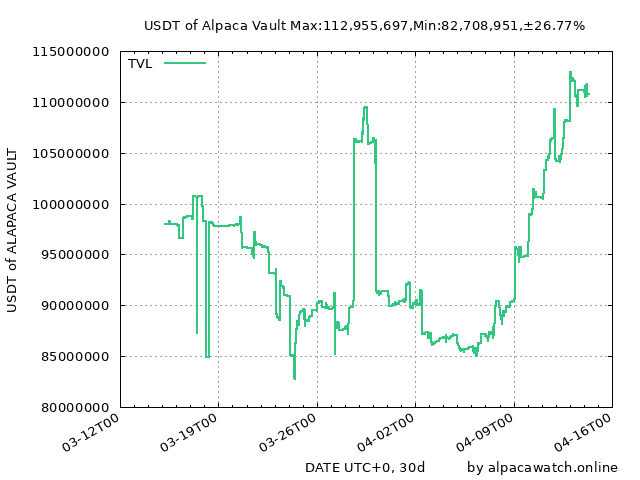 USDT of Alpaca Vault Max:112,955,697,Min:82,708,951,±26.77%
TVL
115000000
110000000
105000000
100000000
95000000
90000000
85000000
80000000
USDT of ALAPACA VAULT
03-12T00
03-19T00
03-26T00
04-02T00
04-09T00
04-16T00
DATE UTC+0, 30d
by alpacawatch.online